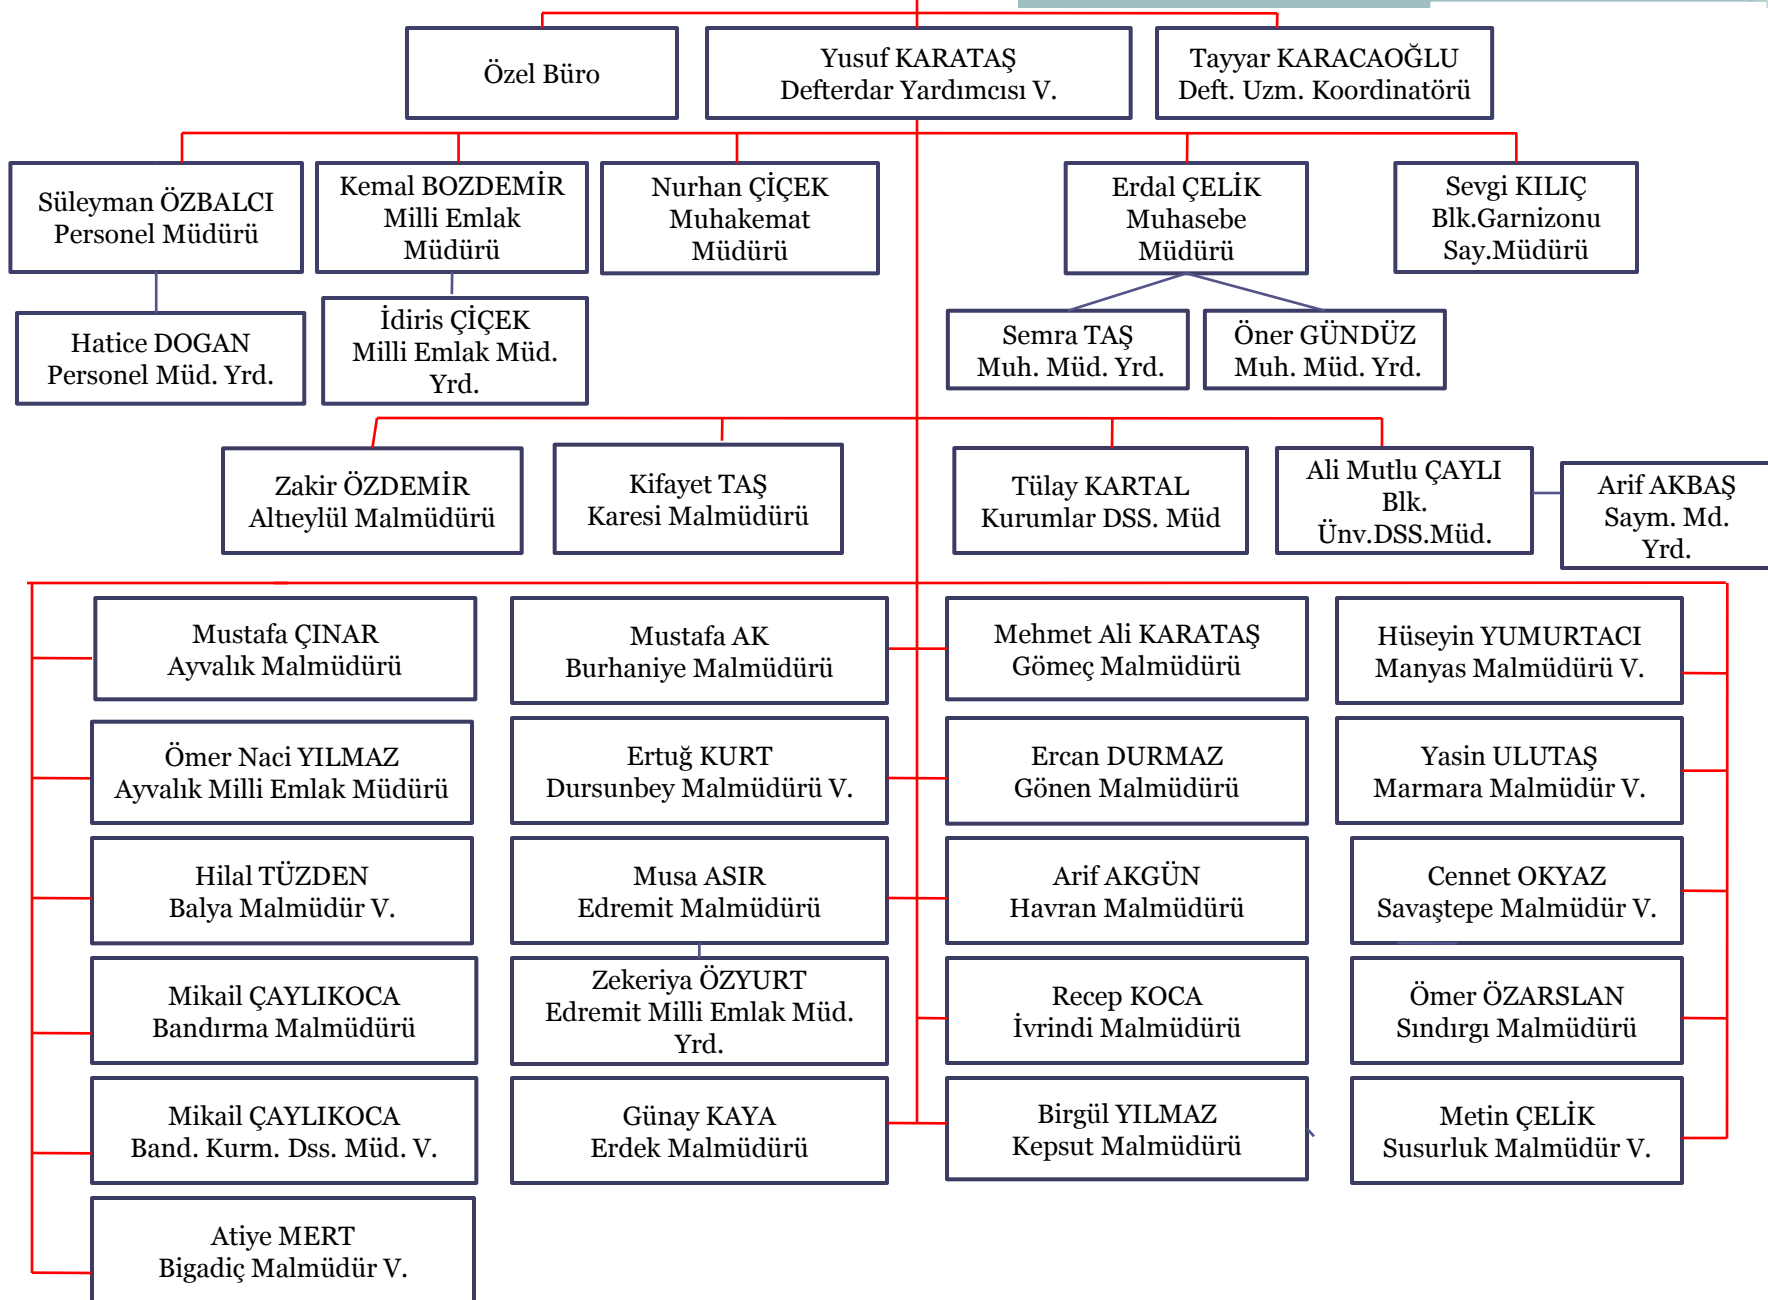 Özel Büro
Yusuf KARATAŞ
Defterdar Yardımcısı V.
Tayyar KARACAOĞLU
Deft. Uzm. Koordinatörü
Süleyman ÖZBALCI
Personel Müdürü
Kemal BOZDEMİR
Milli Emlak
Müdürü
Nurhan ÇİÇEK
Muhakemat
Müdürü
Erdal ÇELİK
Muhasebe
Müdürü
Sevgi KILIÇ
Blk.Garnizonu
Say.Müdürü
Hatice DOGAN
Personel Müd. Yrd.
İdiris ÇİÇEK
Milli Emlak Müd.
Yrd.
Semra TAŞ
Muh. Müd. Yrd.
Öner GÜNDÜZ
Muh. Müd. Yrd.
Zakir ÖZDEMİR
Altıeylül Malmüdürü
Kifayet TAŞ
Karesi Malmüdürü
Tülay KARTAL
Kurumlar DSS. Müd
Ali Mutlu ÇAYLI
Blk.
Ünv.DSS.Müd.
Arif AKBAŞ
Saym. Md.
Yrd.
Mustafa ÇINAR
Ayvalık Malmüdürü
Mustafa AK
Burhaniye Malmüdürü
Mehmet Ali KARATAŞ
Gömeç Malmüdürü
Hüseyin YUMURTACI
Manyas Malmüdürü V.
Ömer Naci YILMAZ
Ayvalık Milli Emlak Müdürü
Ertuğ KURT
Dursunbey Malmüdürü V.
Ercan DURMAZ
Gönen Malmüdürü
Yasin ULUTAŞ
Marmara Malmüdür V.
Hilal TÜZDEN
Balya Malmüdür V.
Musa ASIR
Edremit Malmüdürü
Arif AKGÜN
Havran Malmüdürü
Cennet OKYAZ
Savaştepe Malmüdür V.
Mikail ÇAYLIKOCA
Bandırma Malmüdürü
Zekeriya ÖZYURT
Edremit Milli Emlak Müd.
Yrd.
Recep KOCA
İvrindi Malmüdürü
Ömer ÖZARSLAN
Sındırgı Malmüdürü
Mikail ÇAYLIKOCA
Band. Kurm. Dss. Müd. V.
Günay KAYA
Erdek Malmüdürü
Birgül YILMAZ
Kepsut Malmüdürü
Metin ÇELİK
Susurluk Malmüdür V.
Atiye MERT
Bigadiç Malmüdür V.